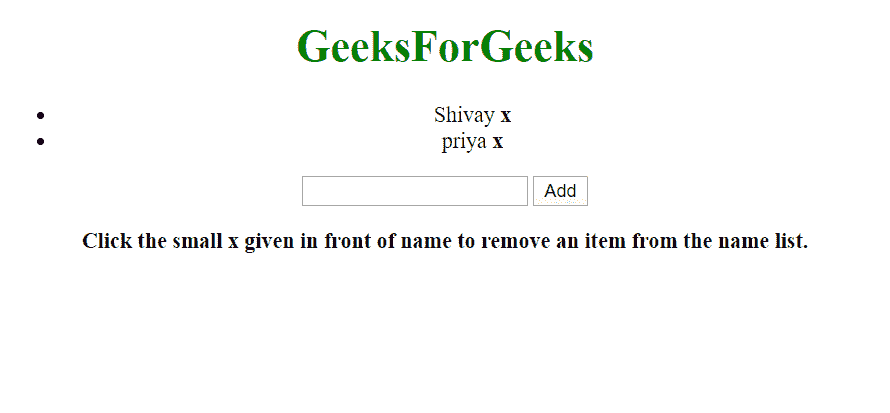 GeeksForGeeks
Shivay x
priya x
Add
Click the small x given in front of name to remove an item from the name list.